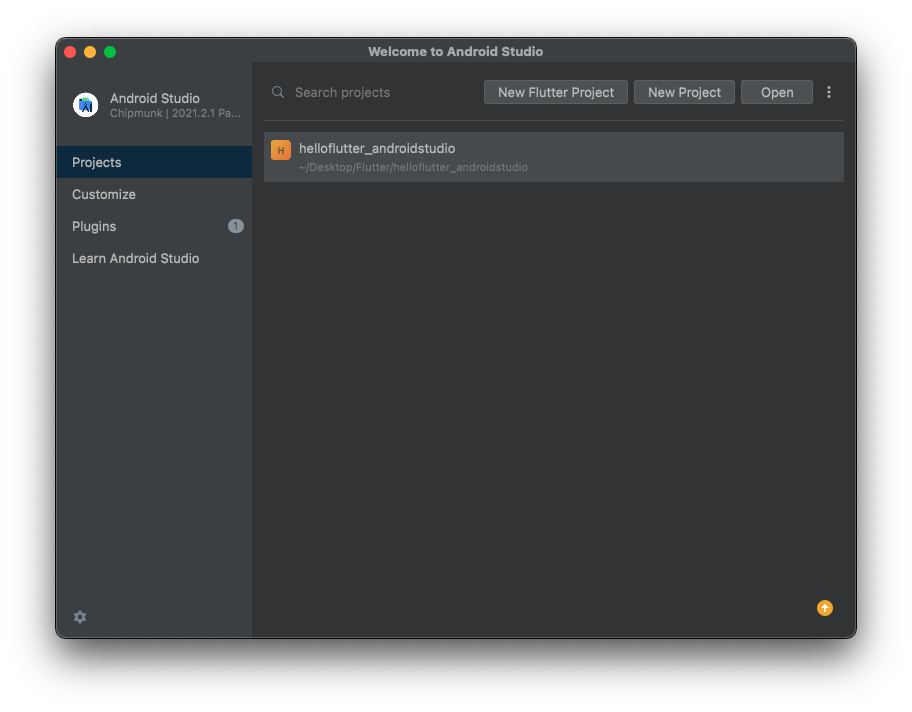 Welcome to Android Studio
Android Studio
Chipmunk | 2021.2.1 Pa...
Search projects
New Flutter Project
New Project
Open
Projects
Customize
Plugins
1
Learn Android Studio
H
helloflutter_androidstudio
~/Desktop/Flutter/helloflutter_androidstudio